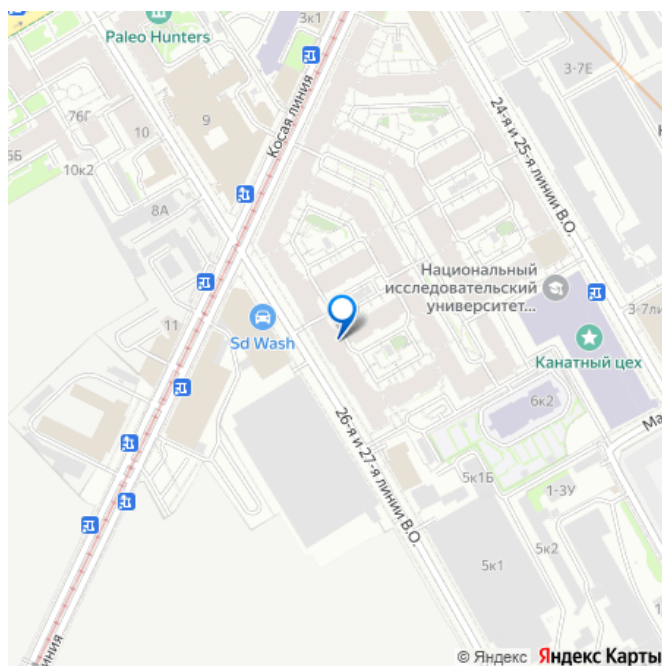 3к1
Paleo Hunters
3-7Е
76Г
9
10
Косая линия
24-я и 25-я линии В.О.
5Б
10к2
8А
Национальный
исследовательский
университет...
3-7ли
11
Sd Wash
Канатный цех
6к2
Ма
26-я и 27-я линии В.О.
5к1Б
1-3У
5к2
5к1
1
линия
© Яндекс Яндекс Карты